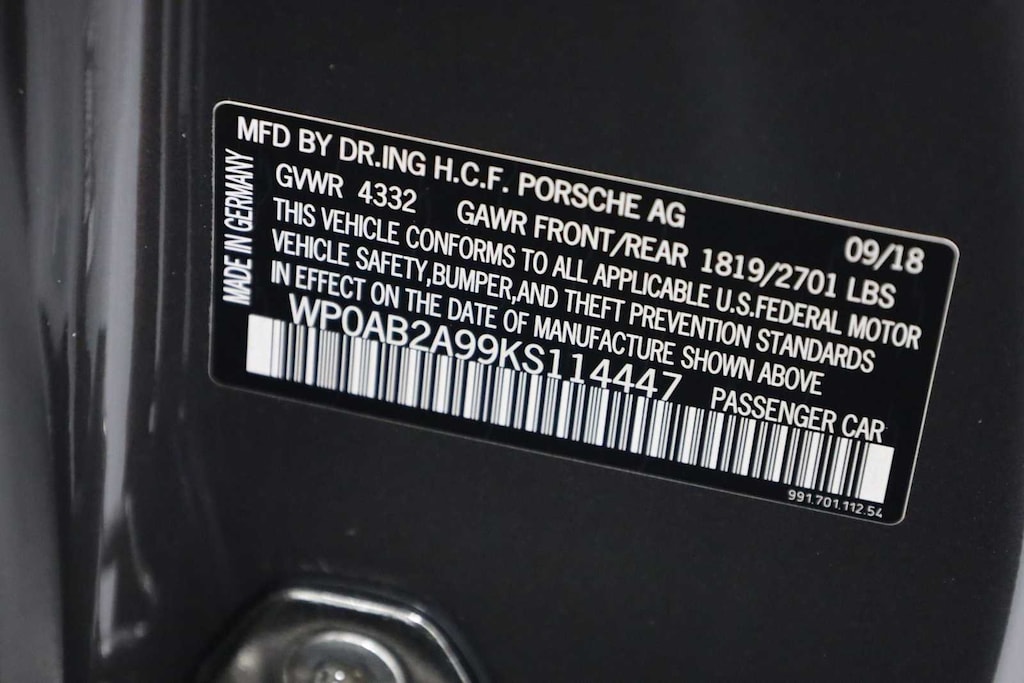 MFD BY DR.ING H.C.F. PORSCHE AG
09/18
GVWR 4332 GAWR FRONT/REAR 1819/2701 LBS
THIS VEHICLE CONFORMS TO ALL APPLICABLE U.S.FEDERAL MOTOR
VEHICLE SAFETY,BUMPER,AND THEFT PREVENTION STANDARDS
IN EFFECT ON THE DATE OF MANUFACTURE SHOWN ABOVE
WP0AB2A99KS114447 PASSENGER CAR
991.701.112.54
MADE IN GERMANY